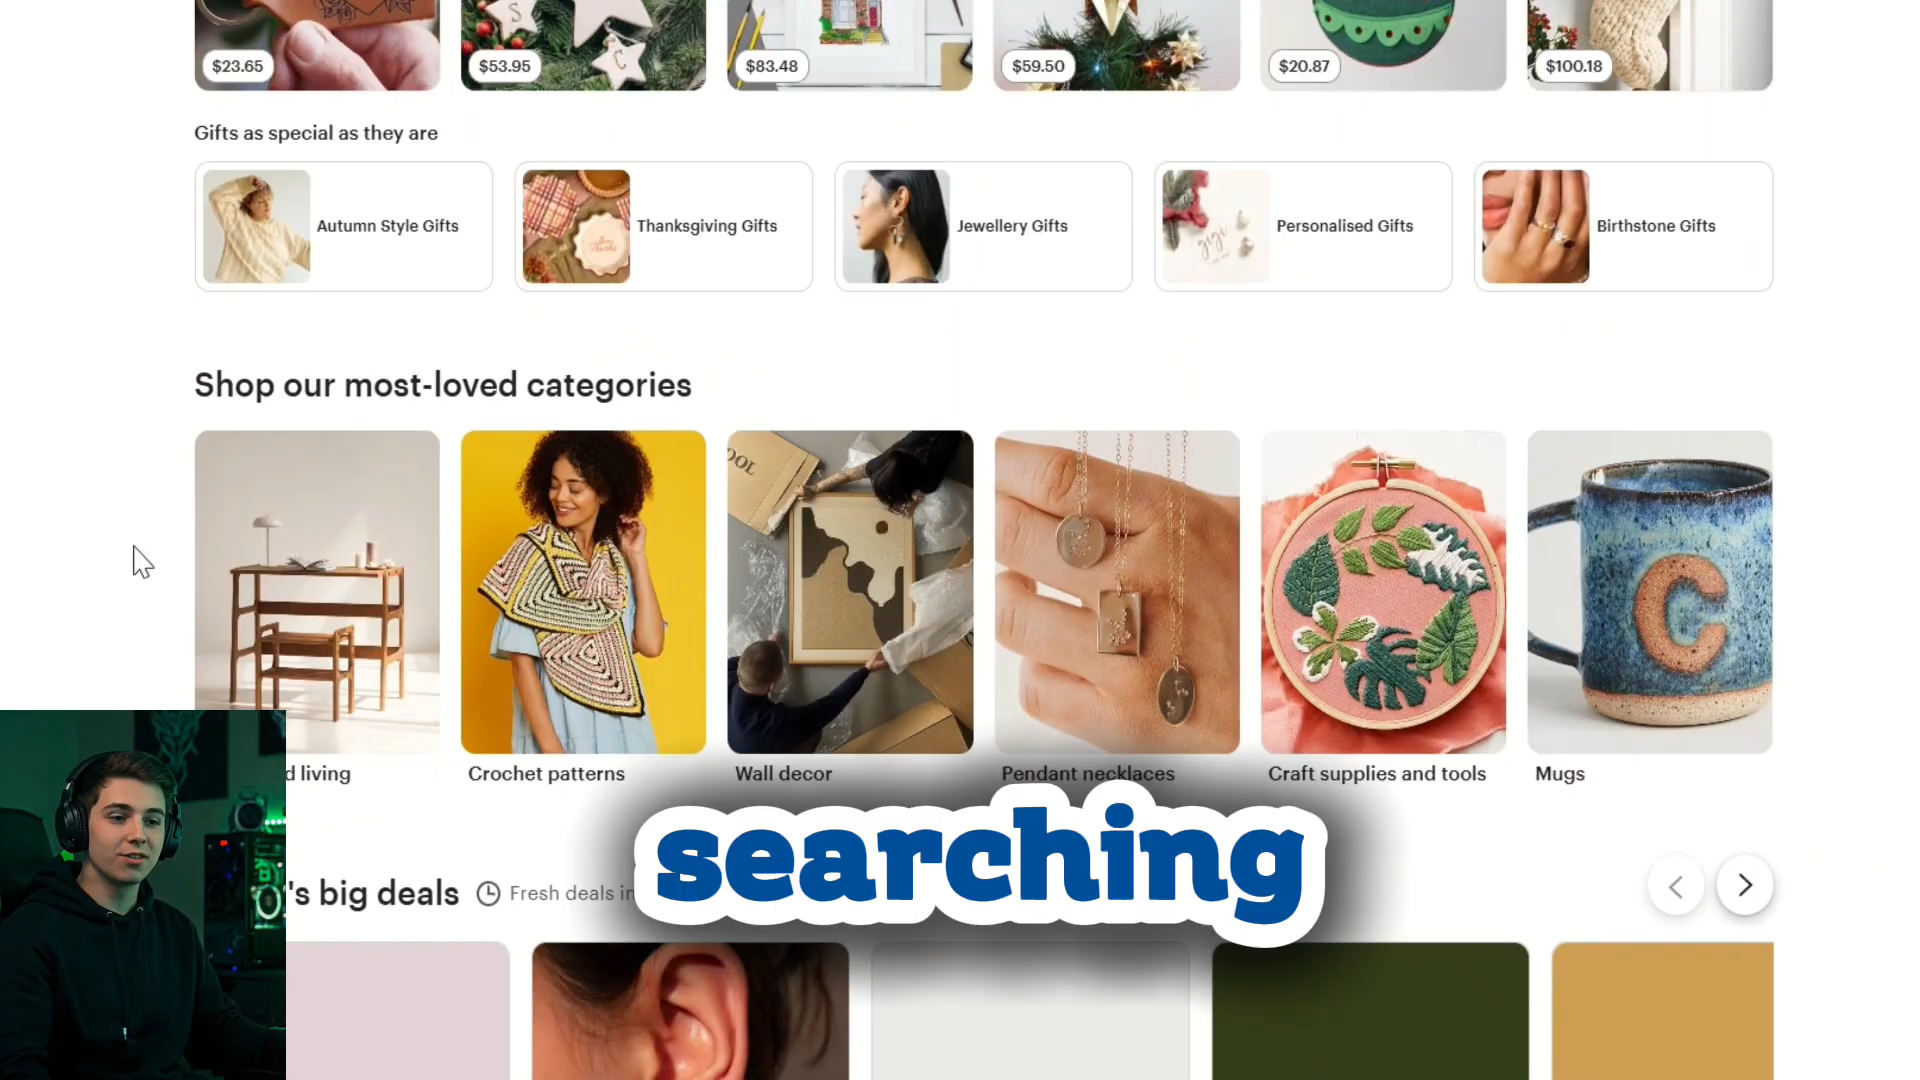 $23.65
$53.95
$83.48
$59.50
$20.87
$100.18
Gifts as special as they are
Autumn Style Gifts
Thanksgiving Gifts
Jewellery Gifts
Personalised Gifts
Birthstone Gifts
Shop our most-loved categories
C
d living
Crochet patterns
Wall decor
Pendant necklaces
Craft supplies and tools
Mugs
searching
's big deals
Fresh deals in